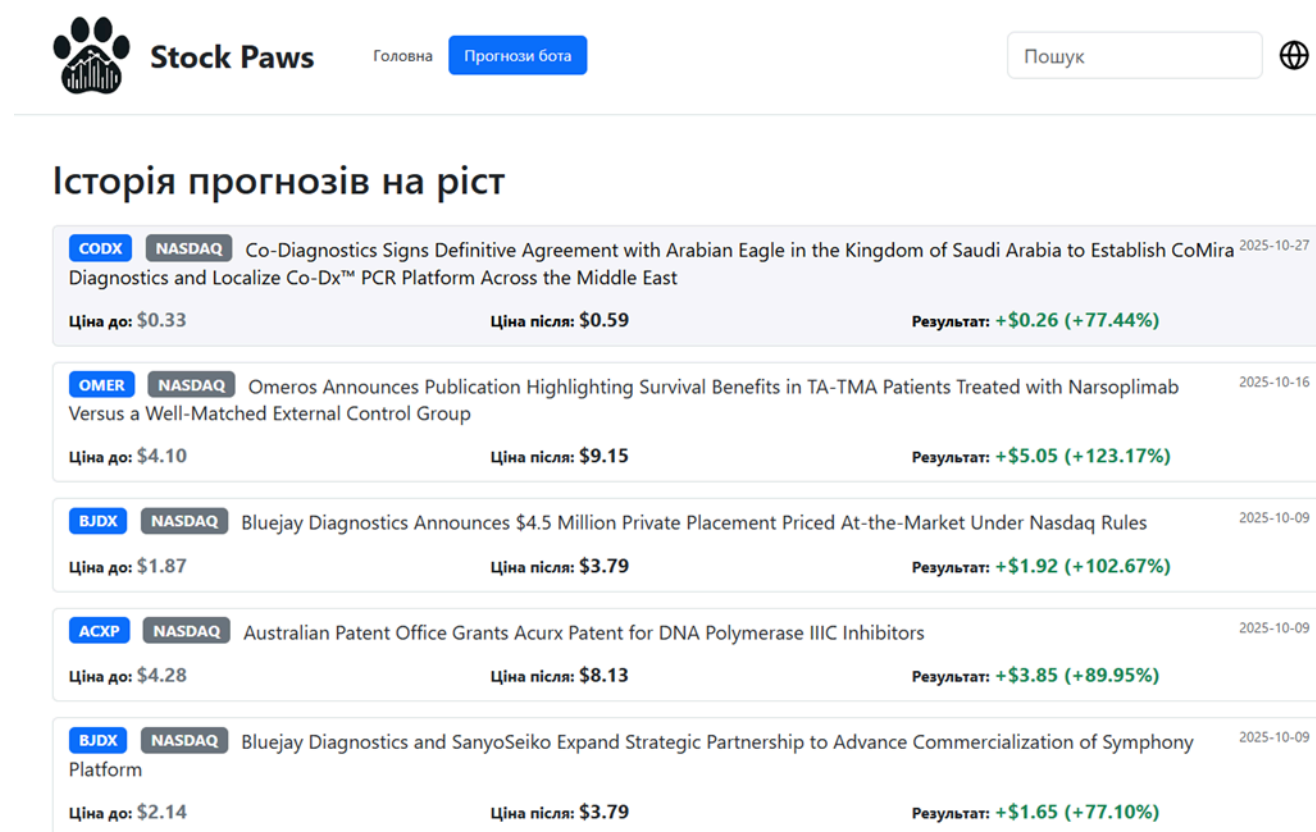 Stock Paws
Головна
Прогнози бота
Пошук
Історія прогнозів на ріст
CODX NASDAQ Co-Diagnostics Signs Definitive Agreement with Arabian Eagle in the Kingdom of Saudi Arabia to Establish CoMira 2025-10-27
Diagnostics and Localize Co-Dx™ PCR Platform Across the Middle East
Ціна до: $0.33 Ціна після: $0.59 Результат: +$0.26 (+77.44%)
OMER NASDAQ Omeros Announces Publication Highlighting Survival Benefits in TA-TMA Patients Treated with Narsoplimab 2025-10-16
Versus a Well-Matched External Control Group
Ціна до: $4.10 Ціна після: $9.15 Результат: +$5.05 (+123.17%)
BJDX NASDAQ Bluejay Diagnostics Announces $4.5 Million Private Placement Priced At-the-Market Under Nasdaq Rules 2025-10-09
Ціна до: $1.87 Ціна після: $3.79 Результат: +$1.92 (+102.67%)
ACXP NASDAQ Australian Patent Office Grants Acurx Patent for DNA Polymerase IIIC Inhibitors 2025-10-09
Ціна до: $4.28 Ціна після: $8.13 Результат: +$3.85 (+89.95%)
BJDX NASDAQ Bluejay Diagnostics and SanyoSeiko Expand Strategic Partnership to Advance Commercialization of Symphony 2025-10-09
Platform
Ціна до: $2.14 Ціна після: $3.79 Результат: +$1.65 (+77.10%)